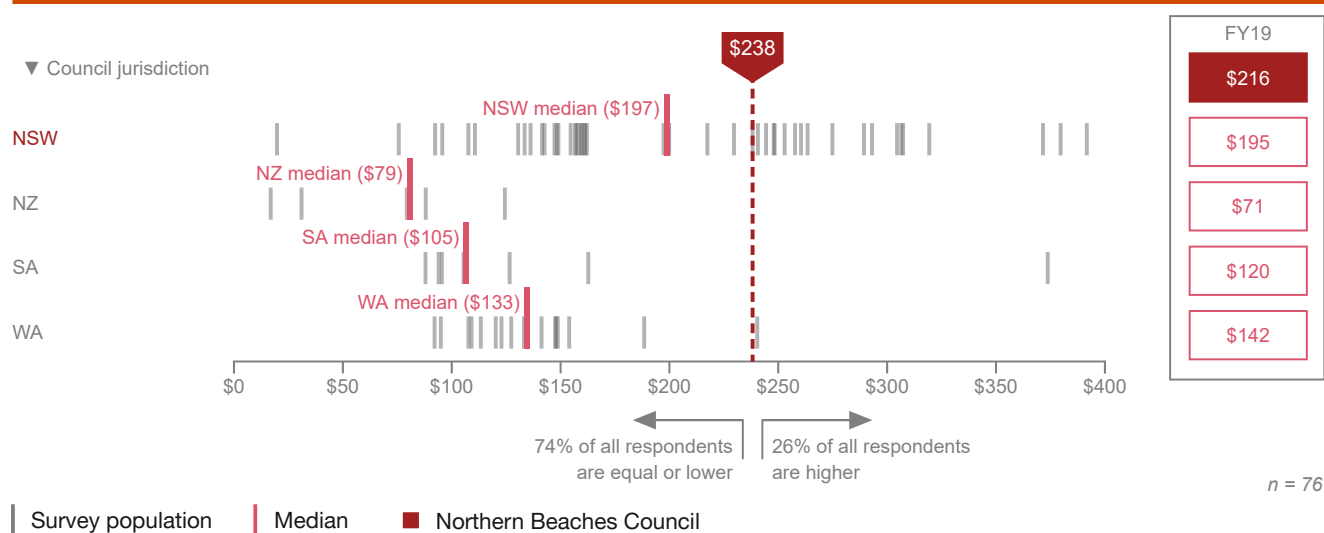 $238
FY19
▼ Council jurisdiction
$216
NSW median ($197)
NSW
$195
NZ median ($79)
NZ
$71
SA median ($105)
SA
$120
WA median ($133)
WA
$142
$0 $50 $100 $150 $200 $250 $300 $350 $400
74% of all respondents
are equal or lower
26% of all respondents
are higher
n = 76
Survey population Median Northern Beaches Council